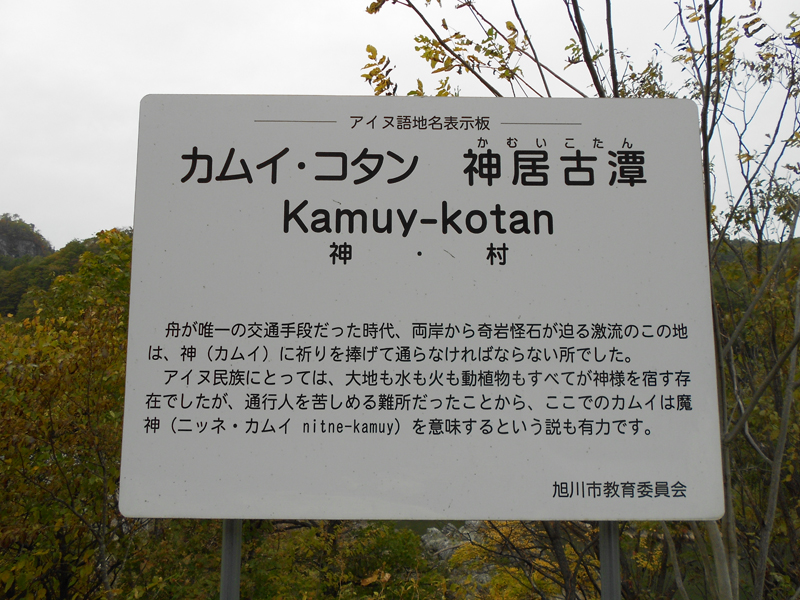 アイヌ語地名表示板
かむいこたん
カムイ・コタン 神居古潭
Kamuy-kotan
神・村
舟が唯一の交通手段だった時代、両岸から奇岩怪石が迫る激流のこの地
は、神（カムイ）に祈りを捧げて通らなければならない所でした。
アイヌ民族にとっては、大地も水も火も動植物もすべてが神様を宿す存
在でしたが、通行人を苦しめる難所だったことから、ここでのカムイは魔
神（ニッネ・カムイ nitne-kamuy）を意味するという説も有力です。
旭川市教育委員会